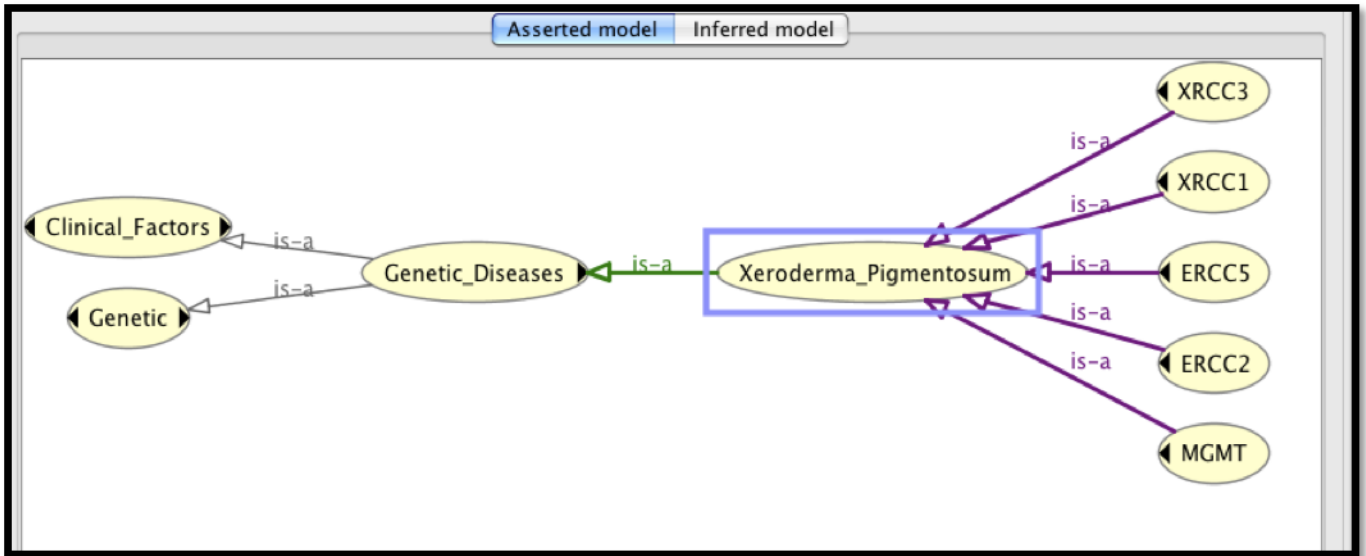 Asserted model Inferred model
XRCC3
is-a
XRCC1
is-a
Clinical_Factors
is-a
Genetic_Diseases
is-a
Xeroderma_Pigmentosum
is-a
ERCC5
is-a
Genetic
is-a
ERCC2
is-a
MGMT